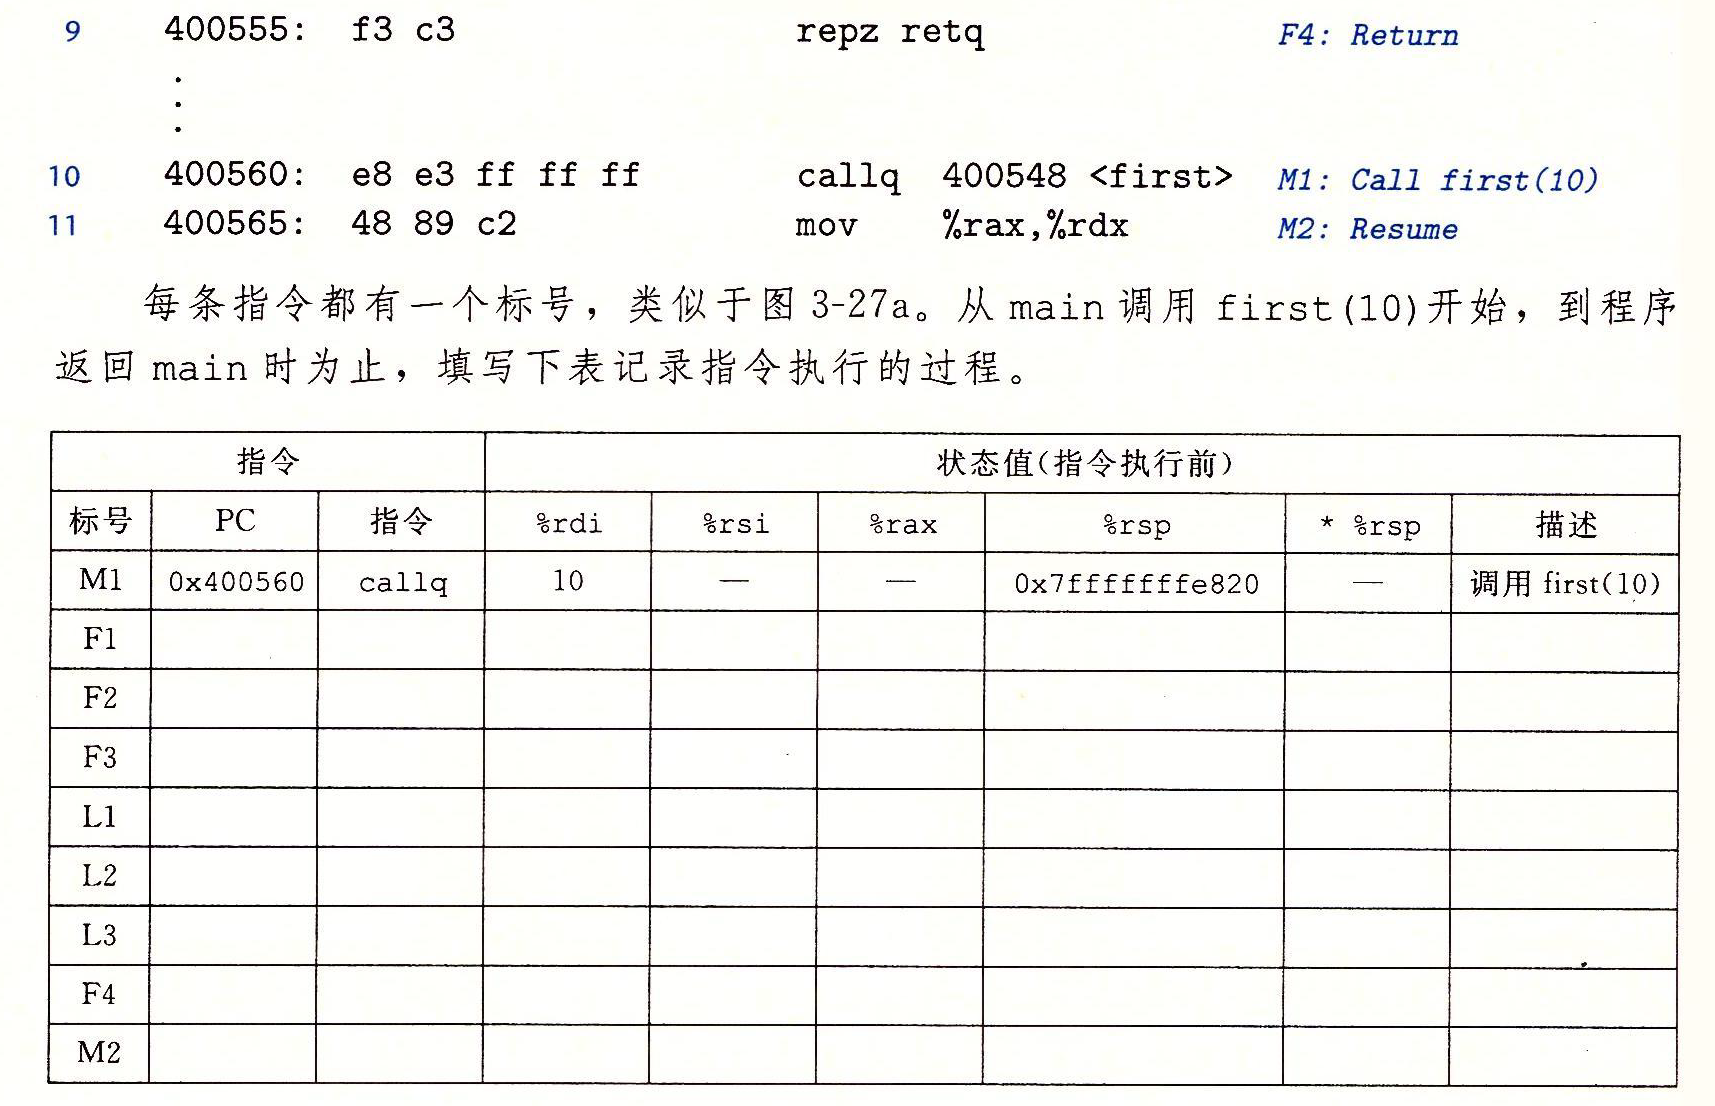 9 400555: f3 c3 repz retq F4: Return
.
.
.
10 400560: e8 e3 ff ff ff callq 400548 <first> M1: Call first(10)
11 400565: 48 89 c2 mov %rax,%rdx M2: Resume
每条指令都有一个标号，类似于图 3-27a。从 main 调用 first(10)开始，到程序
返回 main 时为止，填写下表记录指令执行的过程。
指令 状态值(指令执行前)
标号 PC 指令 %rdi %rsi %rax %rsp * %rsp 描述
M1 0x400560 callq 10 — — 0x7fffffffe820 — 调用 first(10)
F1
F2
F3
L1
L2
L3
F4
M2